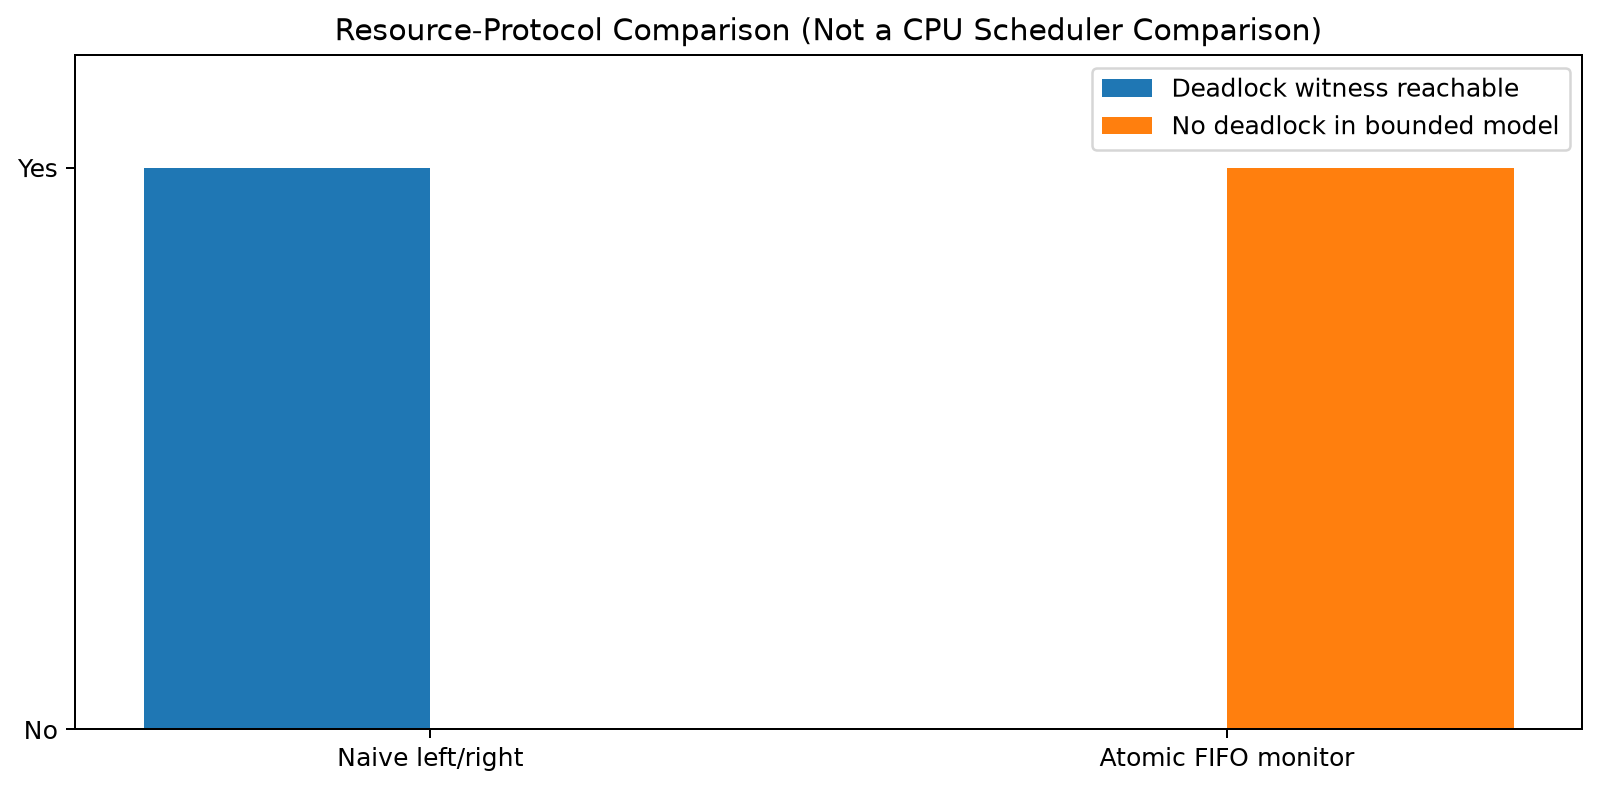 Resource-Protocol Comparison (Not a CPU Scheduler Comparison)
Deadlock witness reachable
No deadlock in bounded model
Yes
No
Naive left/right
Atomic FIFO monitor